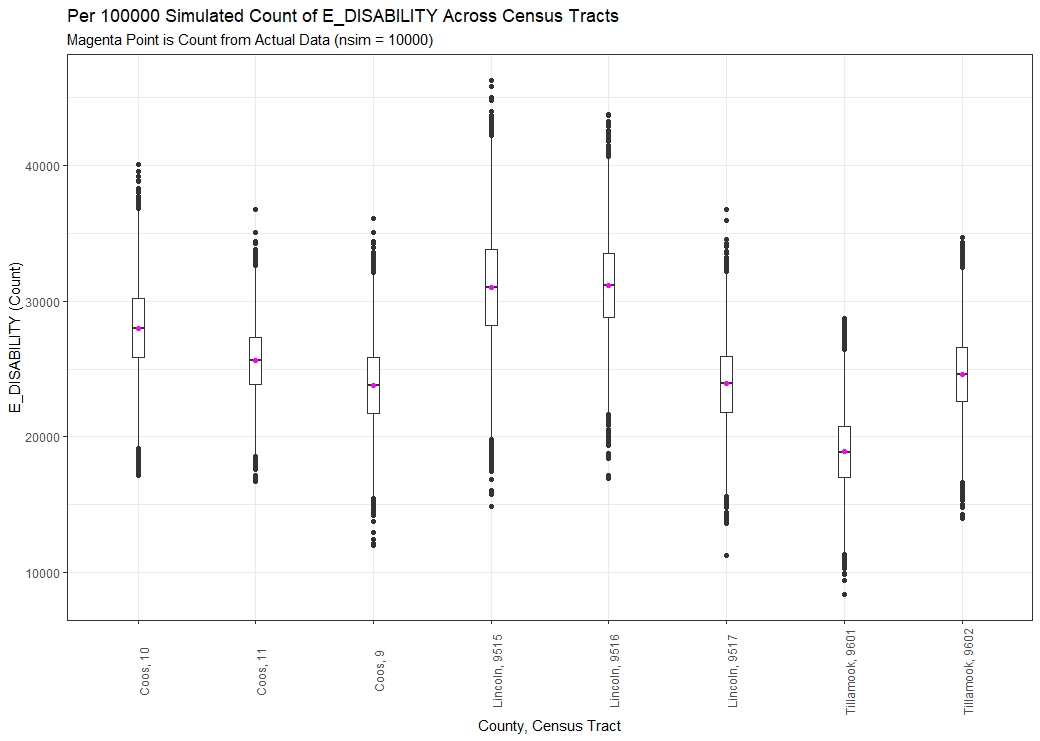 Per 100000 Simulated Count of E_DISABILITY Across Census Tracts
Magenta Point is Count from Actual Data (nsim = 10000)
E_DISABILITY (Count)
40000
30000
20000
10000
Coos, 10
Coos, 11
Coos, 9
Lincoln, 9515
Lincoln, 9516
Lincoln, 9517
Tillamook, 9601
Tillamook, 9602
County, Census Tract